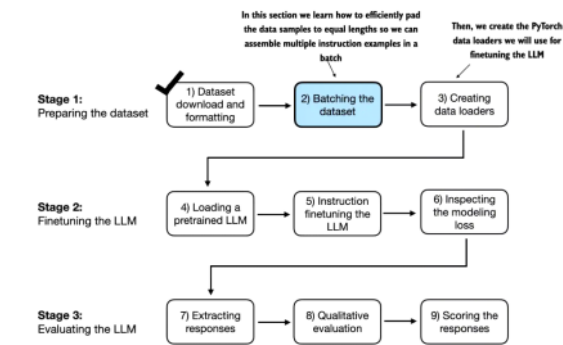 In this section we learn how to efficiently pad
the data samples to equal lengths so we can
assemble multiple instruction examples in a
batch
Then, we create the PyTorch
data loaders we will use for
finetuning the LLM
Stage 1:
Preparing the dataset
1) Dataset
download and
formatting
2) Batching the
dataset
3) Creating
data loaders
Stage 2:
Finetuning the LLM
4) Loading a
pretrained LLM
5) Instruction
finetuning the
LLM
6) Inspecting
the modeling
loss
Stage 3:
Evaluating the LLM
7) Extracting
responses
8) Qualitative
evaluation
9) Scoring the
responses